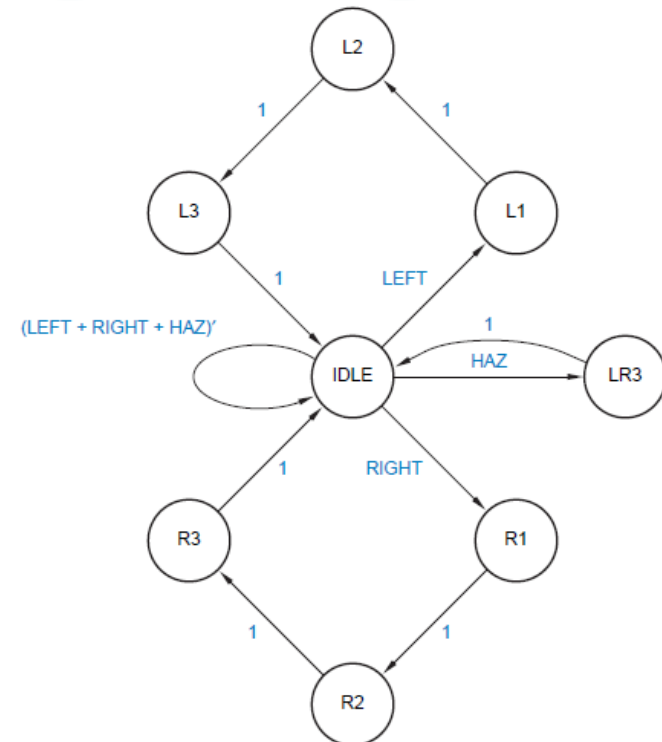 L2
1
1
L3
L1
1
LEFT
(LEFT + RIGHT + HAZ)′
1
IDLE
HAZ
LR3
1
RIGHT
R3
R1
1
1
R2